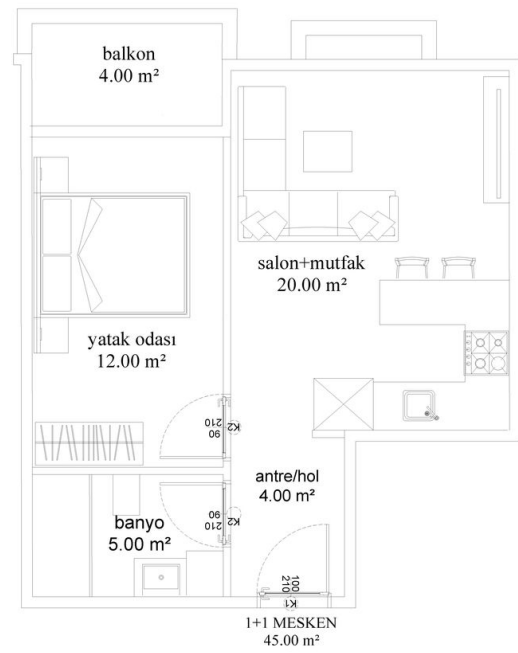 balkon
4.00 m²
salon+mutfak
20.00 m²
yatak odası
12.00 m²
90
210
K2
antre/hol
4.00 m²
banyo
5.00 m²
90
210
K2
100
210
K1
1+1 MESKEN
45.00 m²